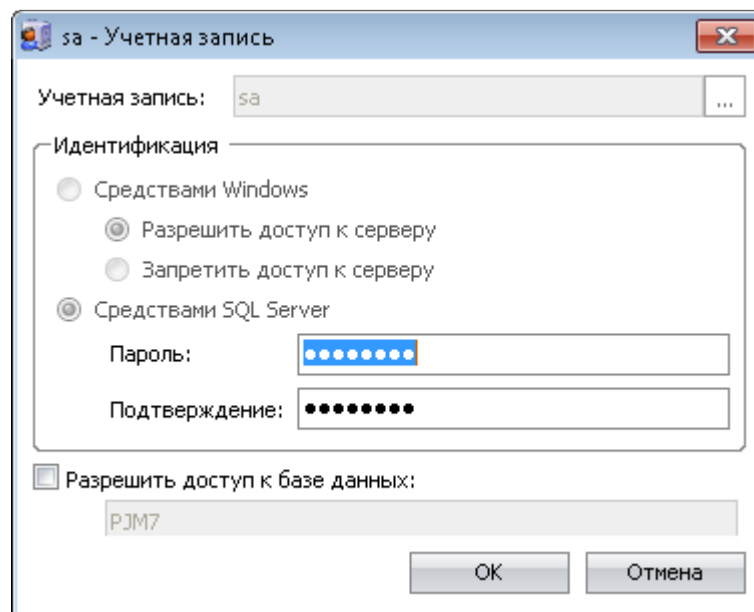 sa - Учетная запись
Учетная запись: sa ...
Идентификация
Средствами Windows
Разрешить доступ к серверу
Запретить доступ к серверу
Средствами SQL Server
Пароль: ●●●●●●●●
Подтверждение: ●●●●●●●●
Разрешить доступ к базе данных:
PJM7
OK Отмена